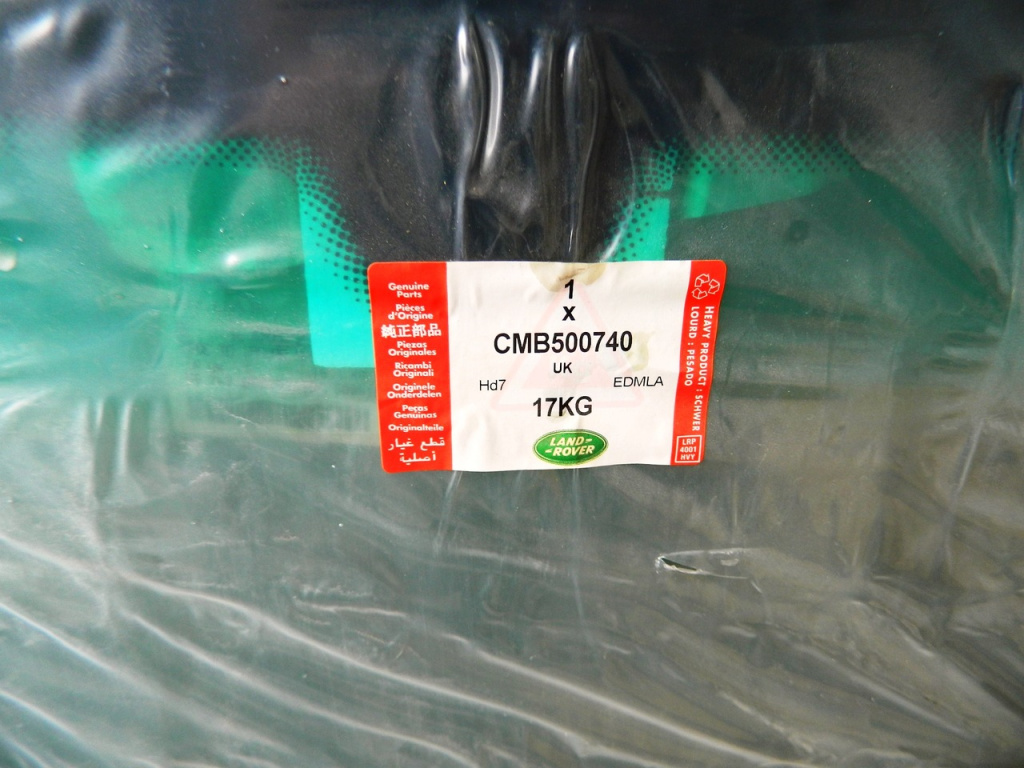 Genuine
Parts
Pièces
d'Origine
純正部品
Piezas
Originales
Ricambi
Originali
Originele
Onderdelen
Peças
Genuínas
Originalteile
قطع غيار
أصلية
1
x
CMB500740
UK
Hd7 EDMLA
17KG
LAND-
-ROVER
HEAVY PRODUCT : SCHWER
LOURD : PESADO
LRP
4001
HVY